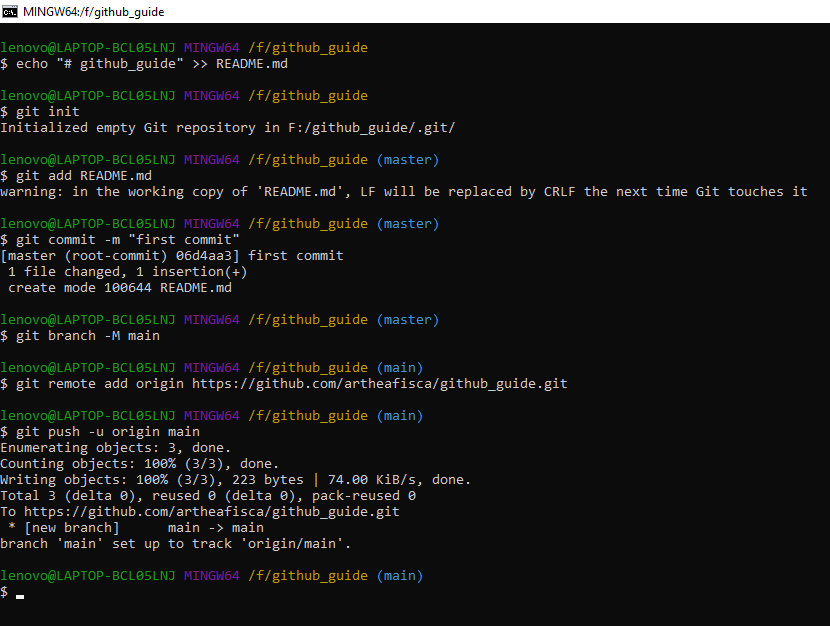 MINGW64:/f/github_guide
lenovo@LAPTOP-BCL05LNJ MINGW64 /f/github_guide
$ echo "# github_guide" >> README.md
lenovo@LAPTOP-BCL05LNJ MINGW64 /f/github_guide
$ git init
Initialized empty Git repository in F:/github_guide/.git/
lenovo@LAPTOP-BCL05LNJ MINGW64 /f/github_guide (master)
$ git add README.md
warning: in the working copy of 'README.md', LF will be replaced by CRLF the next time Git touches it
lenovo@LAPTOP-BCL05LNJ MINGW64 /f/github_guide (master)
$ git commit -m "first commit"
[master (root-commit) 06d4aa3] first commit
 1 file changed, 1 insertion(+)
 create mode 100644 README.md
lenovo@LAPTOP-BCL05LNJ MINGW64 /f/github_guide (master)
$ git branch -M main
lenovo@LAPTOP-BCL05LNJ MINGW64 /f/github_guide (main)
$ git remote add origin https://github.com/artheafisca/github_guide.git
lenovo@LAPTOP-BCL05LNJ MINGW64 /f/github_guide (main)
$ git push -u origin main
Enumerating objects: 3, done.
Counting objects: 100% (3/3), done.
Writing objects: 100% (3/3), 223 bytes | 74.00 KiB/s, done.
Total 3 (delta 0), reused 0 (delta 0), pack-reused 0
To https://github.com/artheafisca/github_guide.git
 * [new branch]      main -> main
branch 'main' set up to track 'origin/main'.
lenovo@LAPTOP-BCL05LNJ MINGW64 /f/github_guide (main)
$